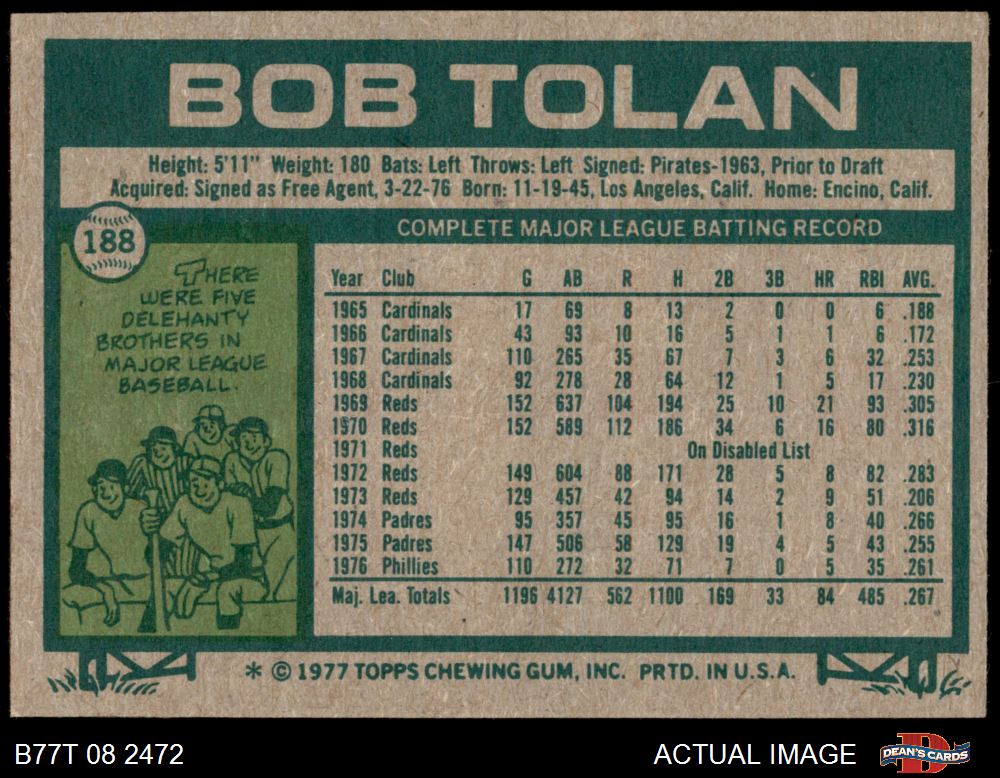 BOB TOLAN
Height: 5'11" Weight: 180 Bats: Left Throws: Left Signed: Pirates-1963, Prior to Draft
Acquired: Signed as Free Agent, 3-22-76 Born: 11-19-45, Los Angeles, Calif. Home: Encino, Calif.
188
THERE
WERE FIVE
DELEHANTY
BROTHERS IN
MAJOR LEAGUE
BASEBALL.
COMPLETE MAJOR LEAGUE BATTING RECORD
Year Club G AB R H 2B 3B HR RBI AVG.
1965 Cardinals 17 69 8 13 2 0 0 6 .188
1966 Cardinals 43 93 10 16 5 1 1 6 .172
1967 Cardinals 110 265 35 67 7 3 6 32 .253
1968 Cardinals 92 278 28 64 12 1 5 17 .230
1969 Reds 152 637 104 194 25 10 21 93 .305
1970 Reds 152 589 112 186 34 6 16 80 .316
1971 Reds On Disabled List
1972 Reds 149 604 88 171 28 5 8 82 .283
1973 Reds 129 457 42 94 14 2 9 51 .206
1974 Padres 95 357 45 95 16 1 8 40 .266
1975 Padres 147 506 58 129 19 4 5 43 .255
1976 Phillies 110 272 32 71 7 0 5 35 .261
Maj. Lea. Totals 1196 4127 562 1100 169 33 84 485 .267
* © 1977 TOPPS CHEWING GUM, INC. PRTD. IN U.S.A.
B77T 08 2472
ACTUAL IMAGE
DEAN'S CARDS